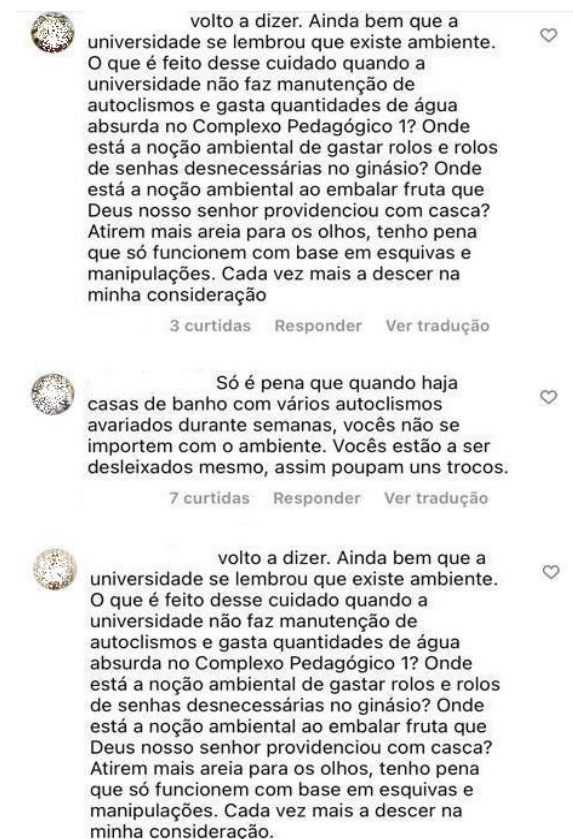 volto a dizer. Ainda bem que a
universidade se lembrou que existe ambiente.
O que é feito desse cuidado quando a
universidade não faz manutenção de
autoclismos e gasta quantidades de água
absurda no Complexo Pedagógico 1? Onde
está a noção ambiental de gastar rolos e rolos
de senhas desnecessárias no ginásio? Onde
está a noção ambiental ao embalar fruta que
Deus nosso senhor providenciou com casca?
Atirem mais areia para os olhos, tenho pena
que só funcionem com base em esquivas e
manipulações. Cada vez mais a descer na
minha consideração
3 curtidas Responder Ver tradução
Só é pena que quando haja
casas de banho com vários autoclismos
avariados durante semanas, vocês não se
importem com o ambiente. Vocês estão a ser
desleixados mesmo, assim poupam uns trocos.
7 curtidas Responder Ver tradução
volto a dizer. Ainda bem que a
universidade se lembrou que existe ambiente.
O que é feito desse cuidado quando a
universidade não faz manutenção de
autoclismos e gasta quantidades de água
absurda no Complexo Pedagógico 1? Onde
está a noção ambiental de gastar rolos e rolos
de senhas desnecessárias no ginásio? Onde
está a noção ambiental ao embalar fruta que
Deus nosso senhor providenciou com casca?
Atirem mais areia para os olhos, tenho pena
que só funcionem com base em esquivas e
manipulações. Cada vez mais a descer na
minha consideração.